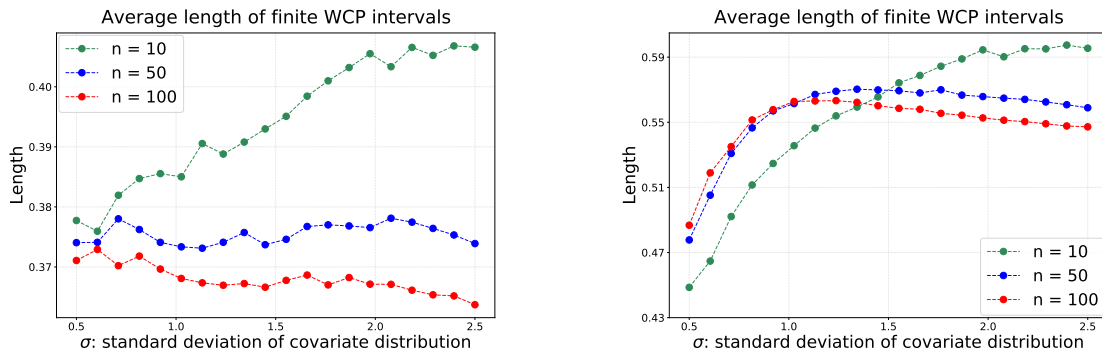 Average length of finite WCP intervals
n = 10
n = 50
n = 100
0.40
0.39
0.38
0.37
Length
0.5
1.0
1.5
2.0
2.5
σ: standard deviation of covariate distribution
Average length of finite WCP intervals
0.59
0.55
0.51
0.47
0.43
Length
n = 10
n = 50
n = 100
0.5
1.0
1.5
2.0
2.5
σ: standard deviation of covariate distribution